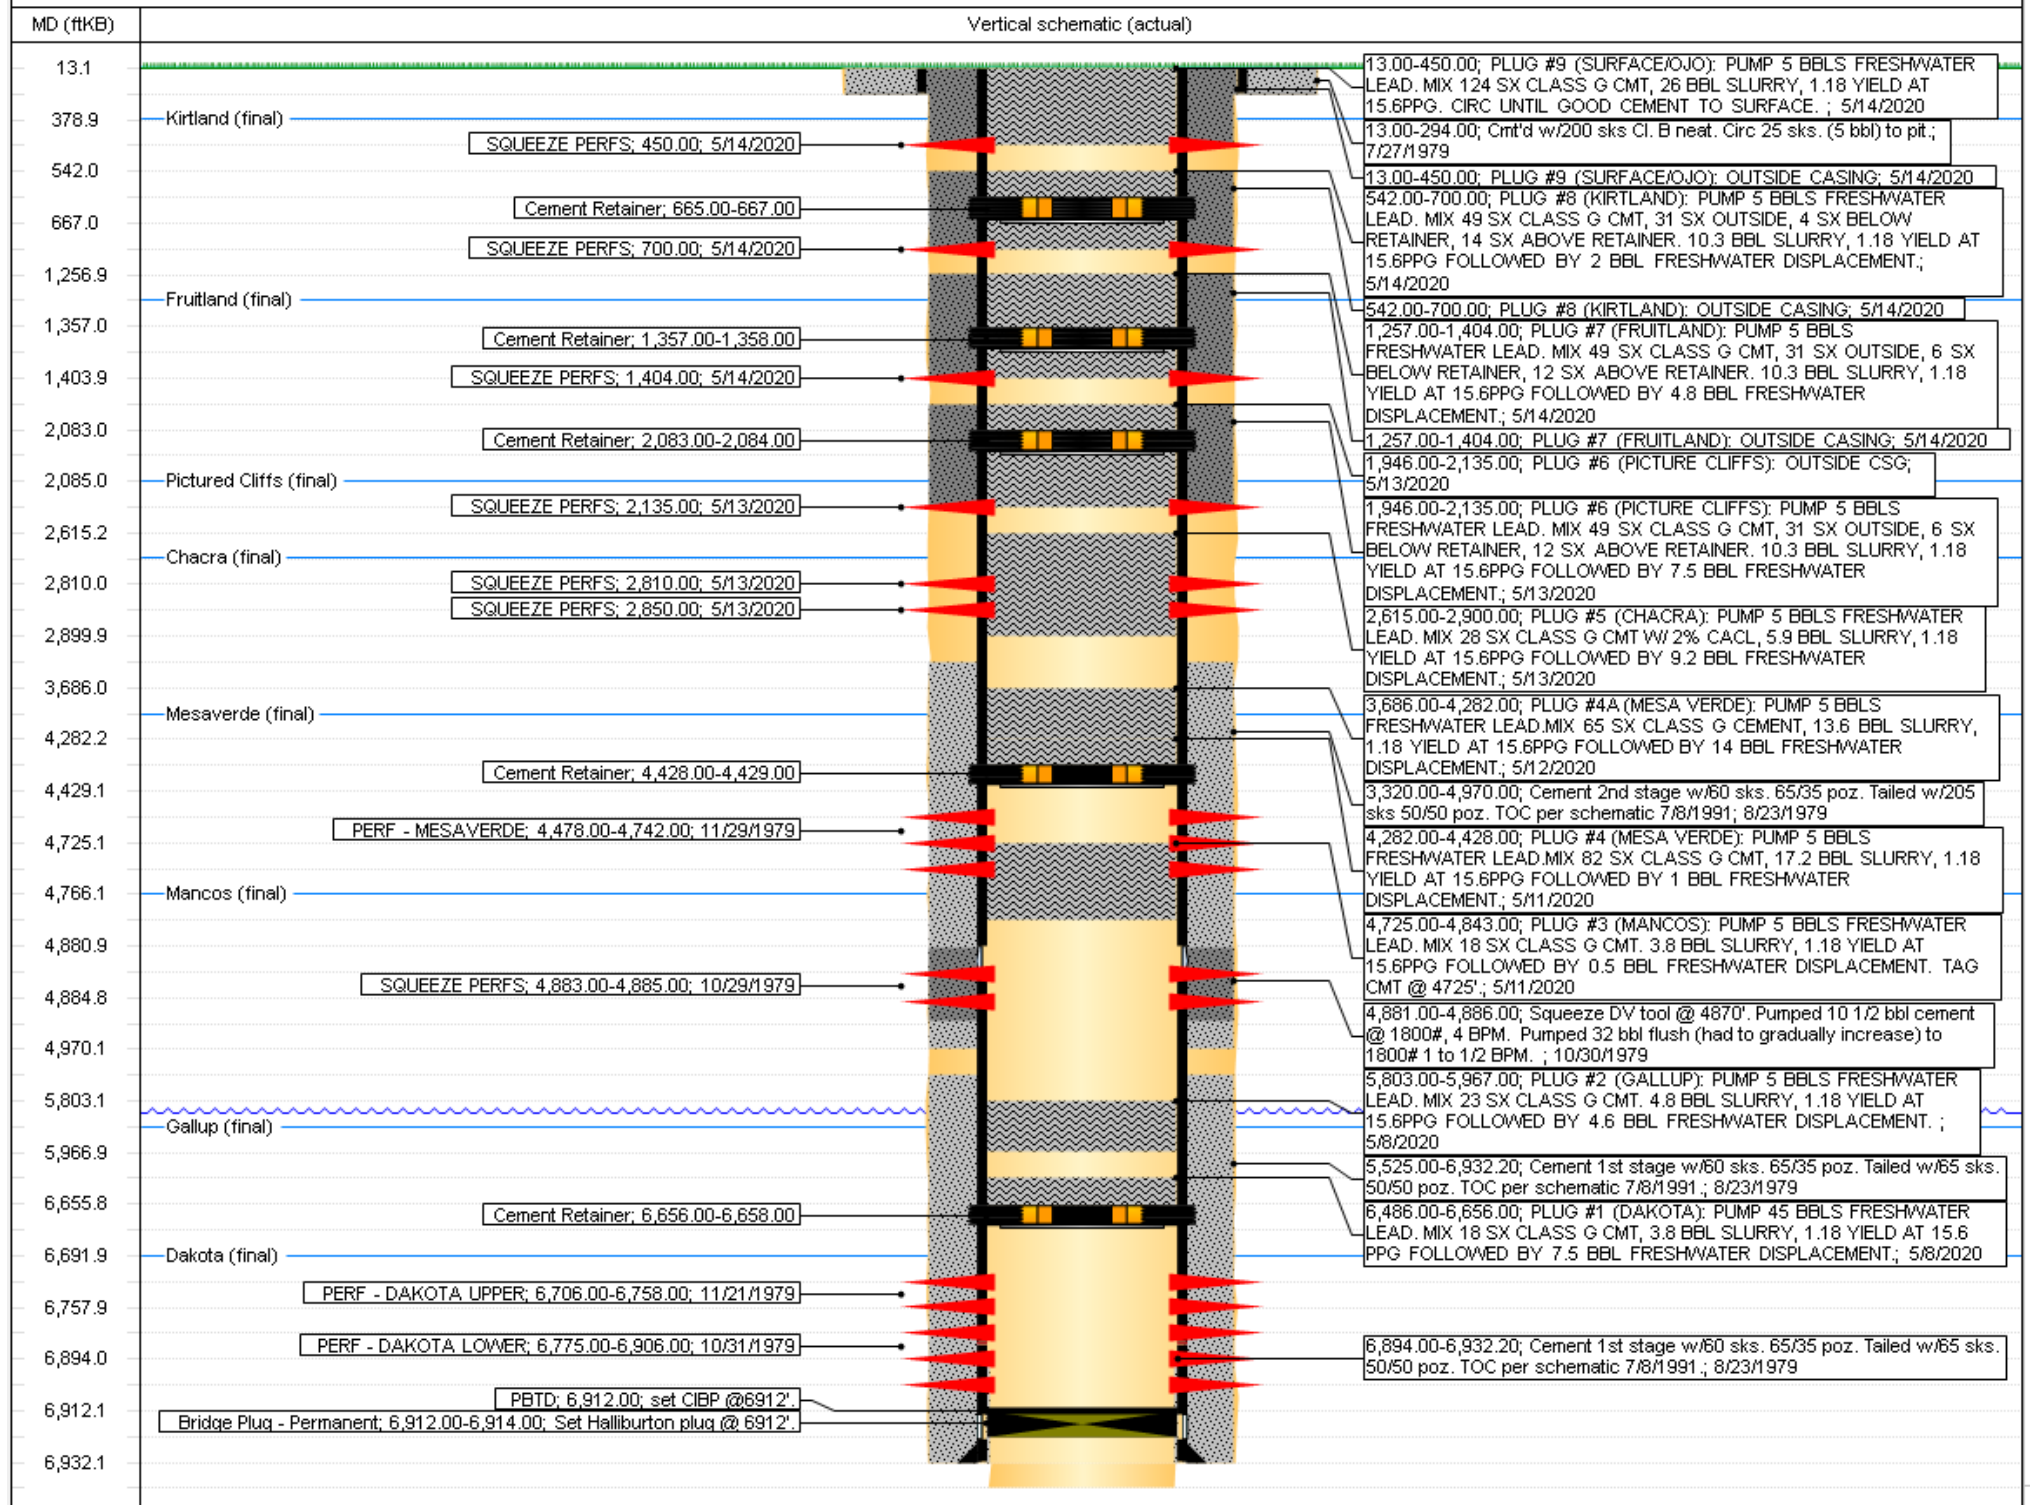 MD (ftKB)
Vertical schematic (actual)
13.1
378.9
542.0
667.0
1,256.9
1,357.0
1,403.9
2,083.0
2,085.0
2,615.2
2,810.0
2,899.9
3,686.0
4,282.2
4,429.1
4,725.1
4,766.1
4,880.9
4,884.8
4,970.1
5,803.1
5,966.9
6,655.8
6,691.9
6,757.9
6,894.0
6,912.1
6,932.1
Kirtland (final)
Fruitland (final)
Pictured Cliffs (final)
Chacra (final)
Mesaverde (final)
Mancos (final)
Gallup (final)
Dakota (final)
SQUEEZE PERFS; 450.00; 5/14/2020
Cement Retainer; 665.00-667.00
SQUEEZE PERFS; 700.00; 5/14/2020
Cement Retainer; 1,357.00-1,358.00
SQUEEZE PERFS; 1,404.00; 5/14/2020
Cement Retainer; 2,083.00-2,084.00
SQUEEZE PERFS; 2,135.00; 5/13/2020
SQUEEZE PERFS; 2,810.00; 5/13/2020
SQUEEZE PERFS; 2,850.00; 5/13/2020
Cement Retainer; 4,428.00-4,429.00
PERF - MESAVERDE; 4,478.00-4,742.00; 11/29/1979
SQUEEZE PERFS; 4,883.00-4,885.00; 10/29/1979
Cement Retainer; 6,656.00-6,658.00
PERF - DAKOTA UPPER; 6,706.00-6,758.00; 11/21/1979
PERF - DAKOTA LOWER; 6,775.00-6,906.00; 10/31/1979
PBTD; 6,912.00; set CIBP @6912'.
Bridge Plug - Permanent; 6,912.00-6,914.00; Set Halliburton plug @ 6912'.
13.00-450.00; PLUG #9 (SURFACE/OJO): PUMP 5 BBLS FRESHWATER
LEAD. MIX 124 SX CLASS G CMT, 26 BBL SLURRY, 1.18 YIELD AT
15.6PPG. CIRC UNTIL GOOD CEMENT TO SURFACE. ; 5/14/2020
13.00-294.00; Cmt'd w/200 sks Cl. B neat. Circ 25 sks. (5 bbl) to pit.;
7/27/1979
13.00-450.00; PLUG #9 (SURFACE/OJO): OUTSIDE CASING; 5/14/2020
542.00-700.00; PLUG #8 (KIRTLAND): PUMP 5 BBLS FRESHWATER
LEAD. MIX 49 SX CLASS G CMT, 31 SX OUTSIDE, 4 SX BELOW
RETAINER, 14 SX ABOVE RETAINER. 10.3 BBL SLURRY, 1.18 YIELD AT
15.6PPG FOLLOWED BY 2 BBL FRESHWATER DISPLACEMENT.;
5/14/2020
542.00-700.00; PLUG #8 (KIRTLAND): OUTSIDE CASING; 5/14/2020
1,257.00-1,404.00; PLUG #7 (FRUITLAND): PUMP 5 BBLS
FRESHWATER LEAD. MIX 49 SX CLASS G CMT, 31 SX OUTSIDE, 6 SX
BELOW RETAINER, 12 SX ABOVE RETAINER. 10.3 BBL SLURRY, 1.18
YIELD AT 15.6PPG FOLLOWED BY 4.8 BBL FRESHWATER
DISPLACEMENT.; 5/14/2020
1,257.00-1,404.00; PLUG #7 (FRUITLAND): OUTSIDE CASING; 5/14/2020
1,946.00-2,135.00; PLUG #6 (PICTURE CLIFFS): OUTSIDE CSG;
5/13/2020
1,946.00-2,135.00; PLUG #6 (PICTURE CLIFFS): PUMP 5 BBLS
FRESHWATER LEAD. MIX 49 SX CLASS G CMT, 31 SX OUTSIDE, 6 SX
BELOW RETAINER, 12 SX ABOVE RETAINER. 10.3 BBL SLURRY, 1.18
YIELD AT 15.6PPG FOLLOWED BY 7.5 BBL FRESHWATER
DISPLACEMENT.; 5/13/2020
2,615.00-2,900.00; PLUG #5 (CHACRA): PUMP 5 BBLS FRESHWATER
LEAD. MIX 28 SX CLASS G CMT W/ 2% CACL, 5.9 BBL SLURRY, 1.18
YIELD AT 15.6PPG FOLLOWED BY 9.2 BBL FRESHWATER
DISPLACEMENT.; 5/13/2020
3,686.00-4,282.00; PLUG #4A (MESA VERDE): PUMP 5 BBLS
FRESHWATER LEAD.MIX 65 SX CLASS G CEMENT, 13.6 BBL SLURRY,
1.18 YIELD AT 15.6PPG FOLLOWED BY 14 BBL FRESHWATER
DISPLACEMENT.; 5/12/2020
3,320.00-4,970.00; Cement 2nd stage w/60 sks. 65/35 poz. Tailed w/205
sks 50/50 poz. TOC per schematic 7/8/1991; 8/23/1979
4,282.00-4,428.00; PLUG #4 (MESA VERDE): PUMP 5 BBLS
FRESHWATER LEAD.MIX 82 SX CLASS G CMT, 17.2 BBL SLURRY, 1.18
YIELD AT 15.6PPG FOLLOWED BY 1 BBL FRESHWATER
DISPLACEMENT.; 5/11/2020
4,725.00-4,843.00; PLUG #3 (MANCOS): PUMP 5 BBLS FRESHWATER
LEAD. MIX 18 SX CLASS G CMT. 3.8 BBL SLURRY, 1.18 YIELD AT
15.6PPG FOLLOWED BY 0.5 BBL FRESHWATER DISPLACEMENT. TAG
CMT @ 4725'.; 5/11/2020
4,881.00-4,886.00; Squeeze DV tool @ 4870'. Pumped 10 1/2 bbl cement
@ 1800#, 4 BPM. Pumped 32 bbl flush (had to gradually increase) to
1800# 1 to 1/2 BPM. ; 10/30/1979
5,803.00-5,967.00; PLUG #2 (GALLUP): PUMP 5 BBLS FRESHWATER
LEAD. MIX 23 SX CLASS G CMT. 4.8 BBL SLURRY, 1.18 YIELD AT
15.6PPG FOLLOWED BY 4.6 BBL FRESHWATER DISPLACEMENT. ;
5/8/2020
5,525.00-6,932.20; Cement 1st stage w/60 sks. 65/35 poz. Tailed w/65 sks.
50/50 poz. TOC per schematic 7/8/1991.; 8/23/1979
6,486.00-6,656.00; PLUG #1 (DAKOTA): PUMP 45 BBLS FRESHWATER
LEAD. MIX 18 SX CLASS G CMT, 3.8 BBL SLURRY, 1.18 YIELD AT 15.6
PPG FOLLOWED BY 7.5 BBL FRESHWATER DISPLACEMENT.; 5/8/2020
6,894.00-6,932.20; Cement 1st stage w/60 sks. 65/35 poz. Tailed w/65 sks.
50/50 poz. TOC per schematic 7/8/1991.; 8/23/1979